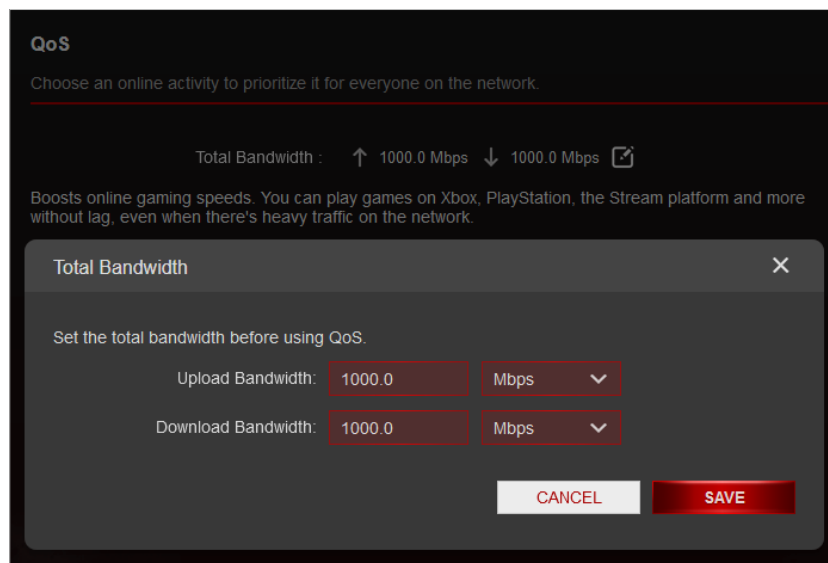 QoS
Choose an online activity to prioritize it for everyone on the network.
Total Bandwidth : ↑ 1000.0 Mbps ↓ 1000.0 Mbps
Boosts online gaming speeds. You can play games on Xbox, PlayStation, the Stream platform and more
without lag, even when there's heavy traffic on the network.
Total Bandwidth
Set the total bandwidth before using QoS.
Upload Bandwidth: 1000.0 Mbps
Download Bandwidth: 1000.0 Mbps
CANCEL SAVE